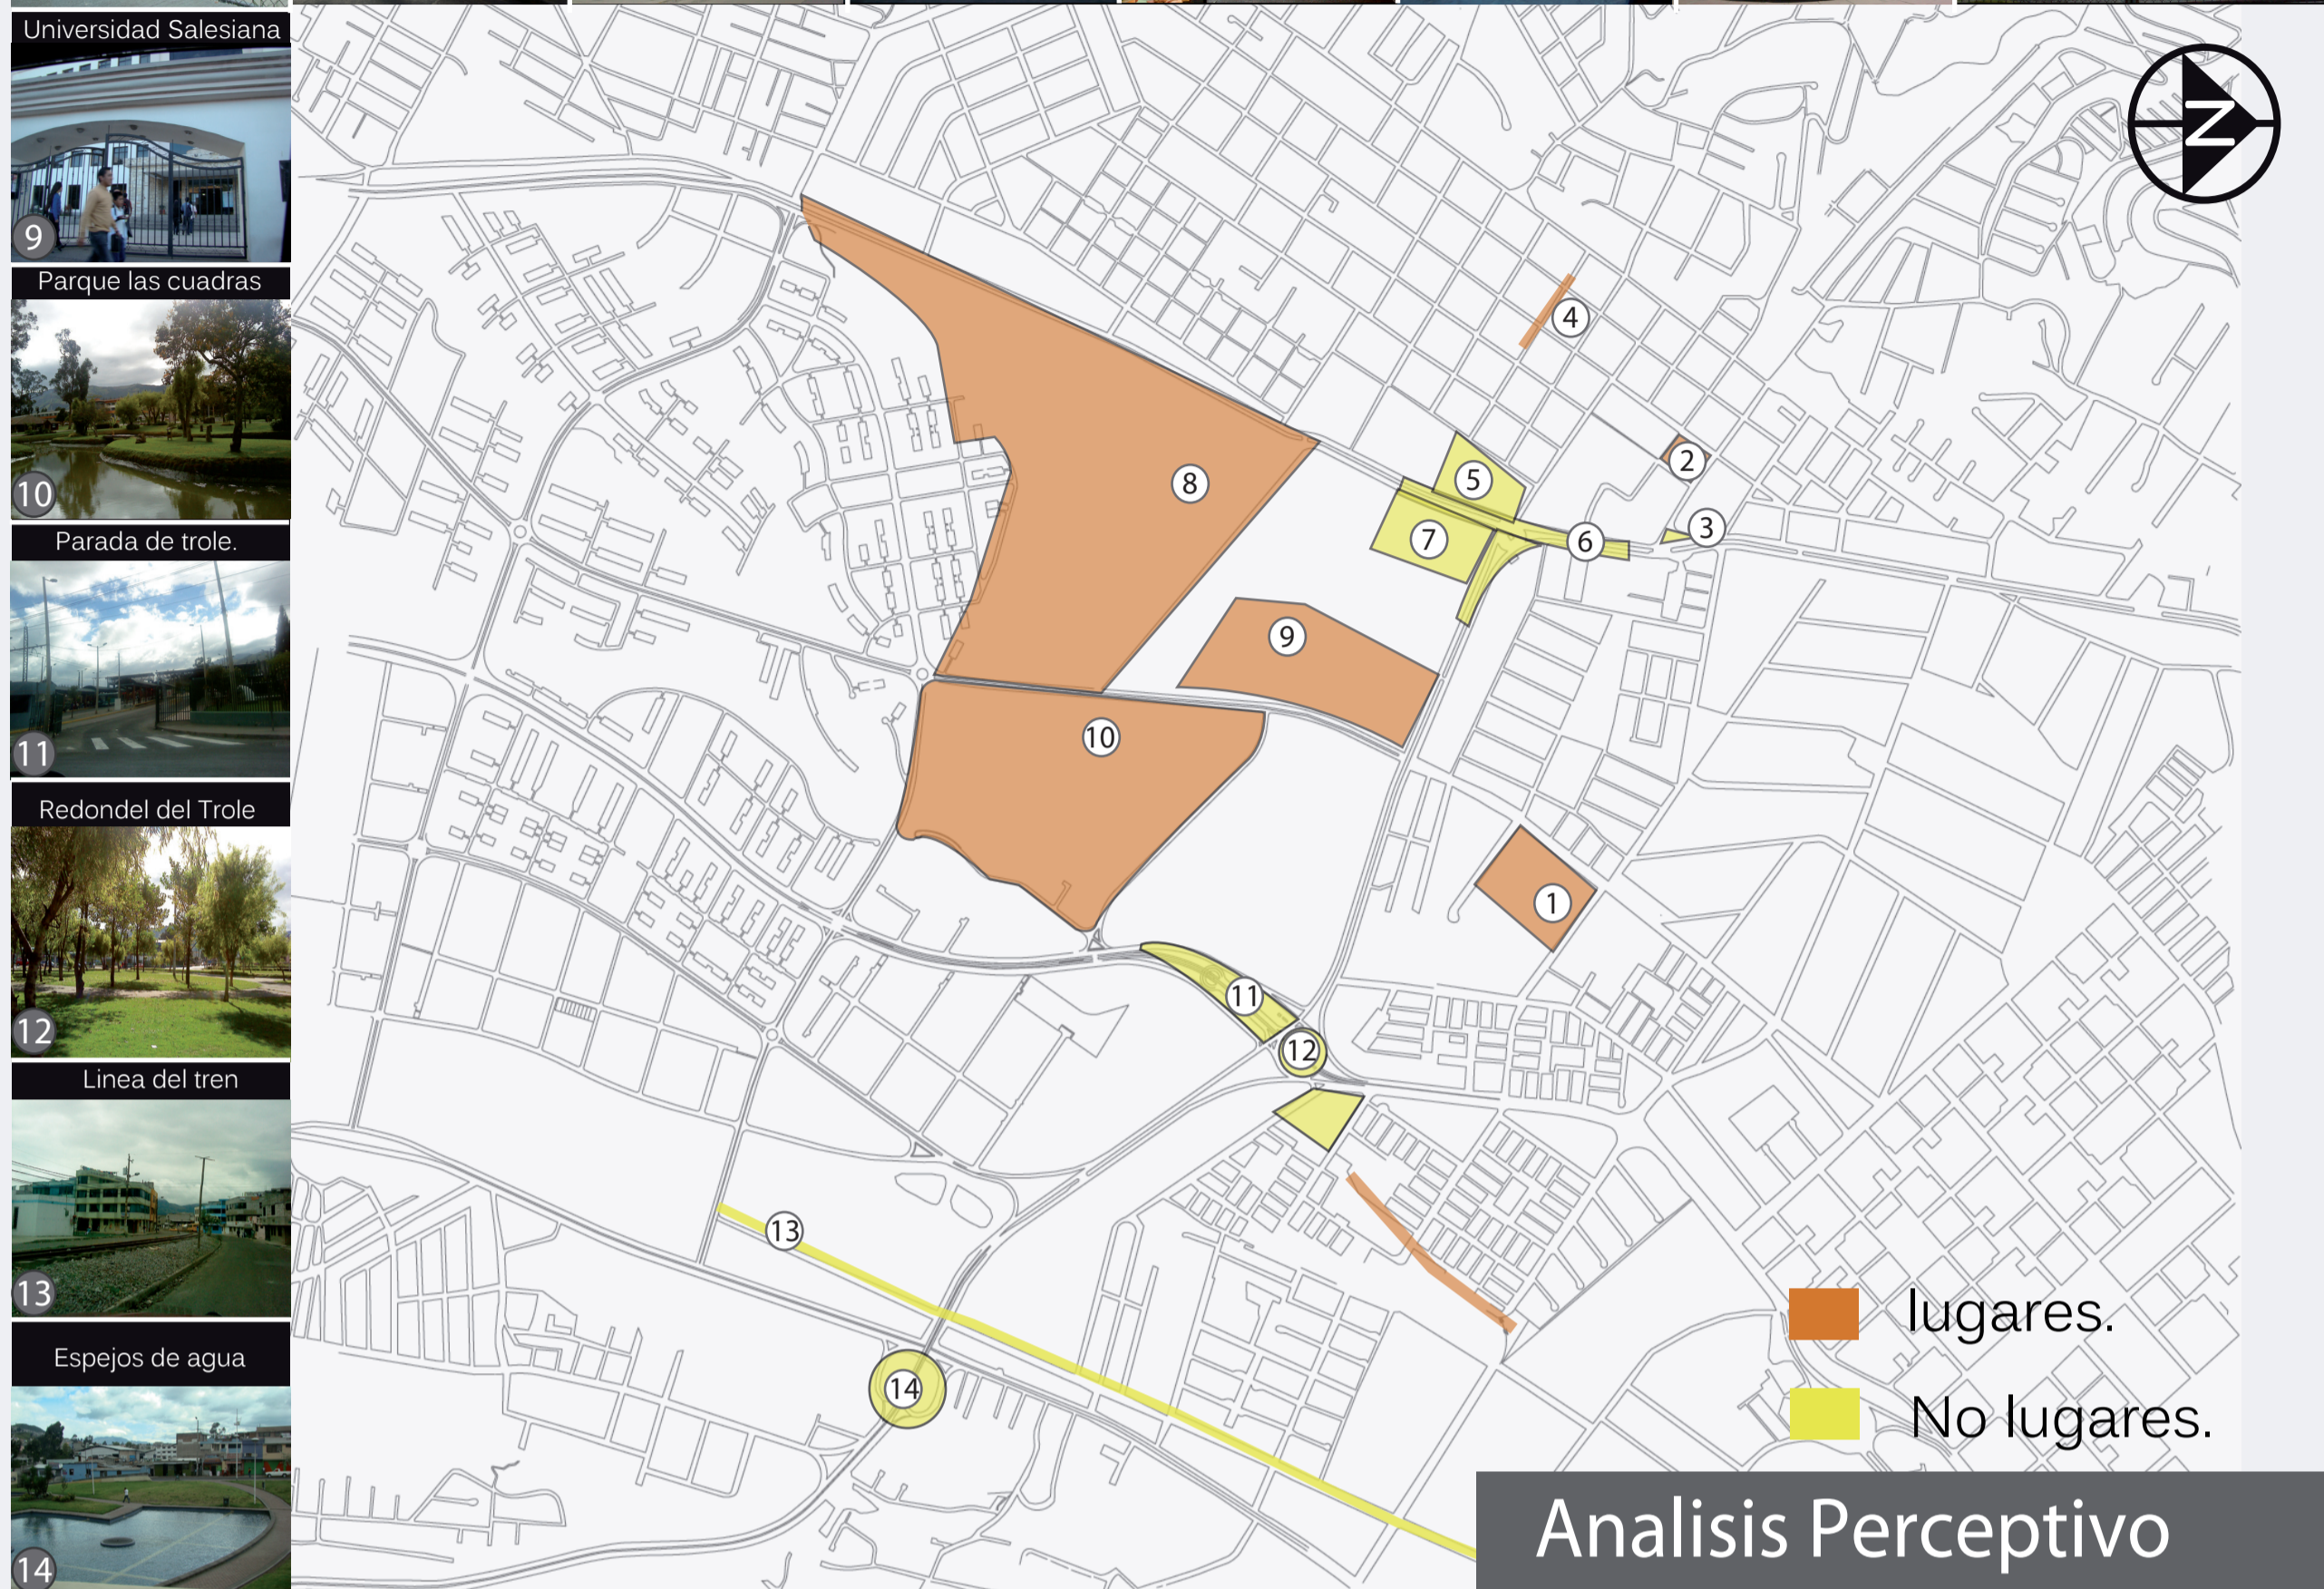 Universidad Salesiana
9
Parque las cuadras
10
Parada de trole.
11
Redondel del Trole
12
Linea del tren
13
Espejos de agua
14
N
4
2
3
5
6
7
8
9
10
1
11
12
13
14
lugares.
No lugares.
Analisis Perceptivo